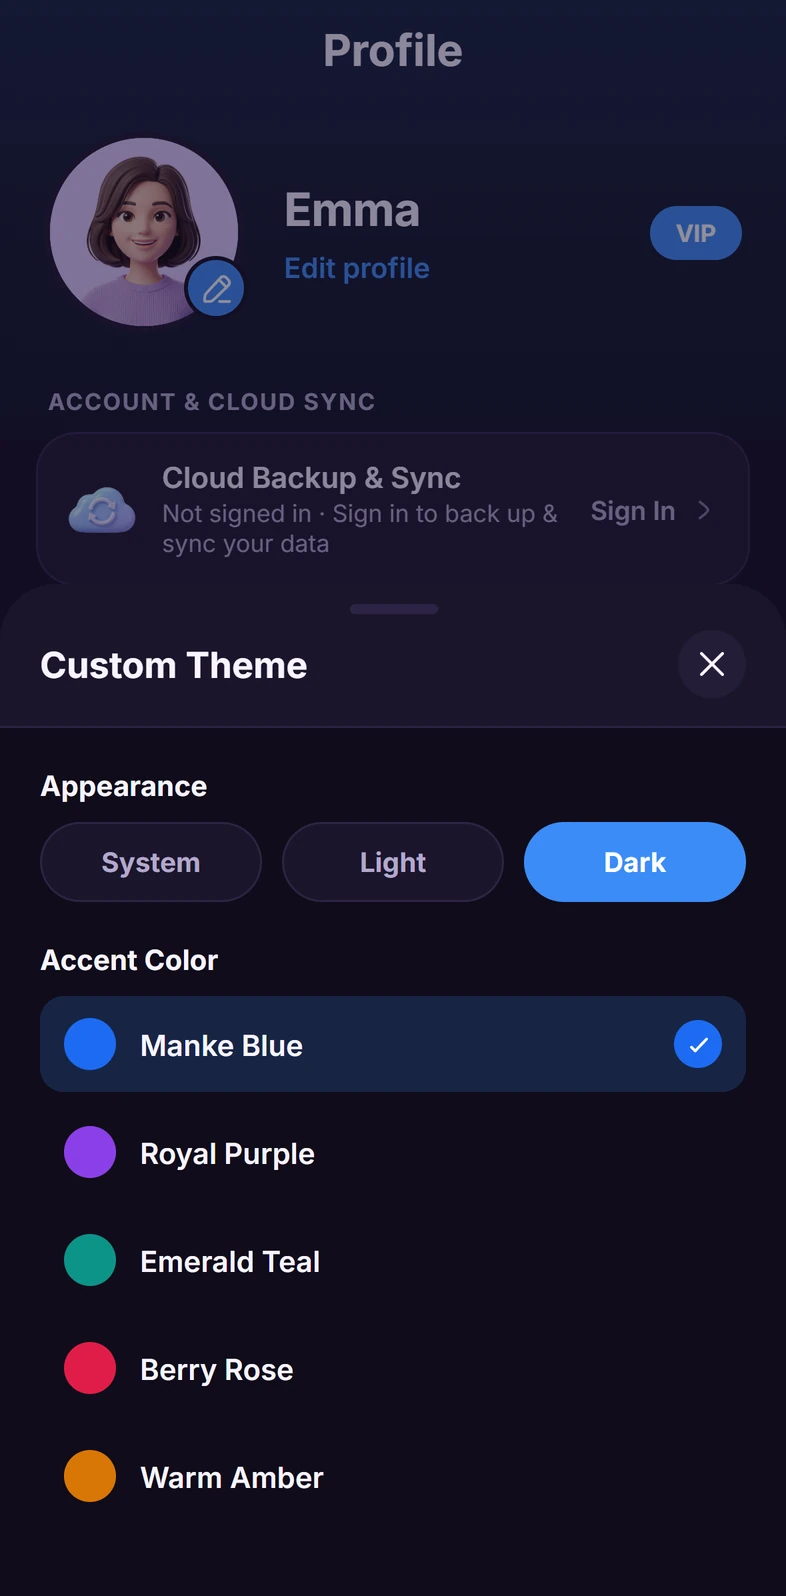 Profile
Emma
VIP
Edit profile
ACCOUNT & CLOUD SYNC
Cloud Backup & Sync
Not signed in · Sign in to back up &
sync your data
Sign In
Custom Theme
Appearance
System
Light
Dark
Accent Color
Manke Blue
Royal Purple
Emerald Teal
Berry Rose
Warm Amber